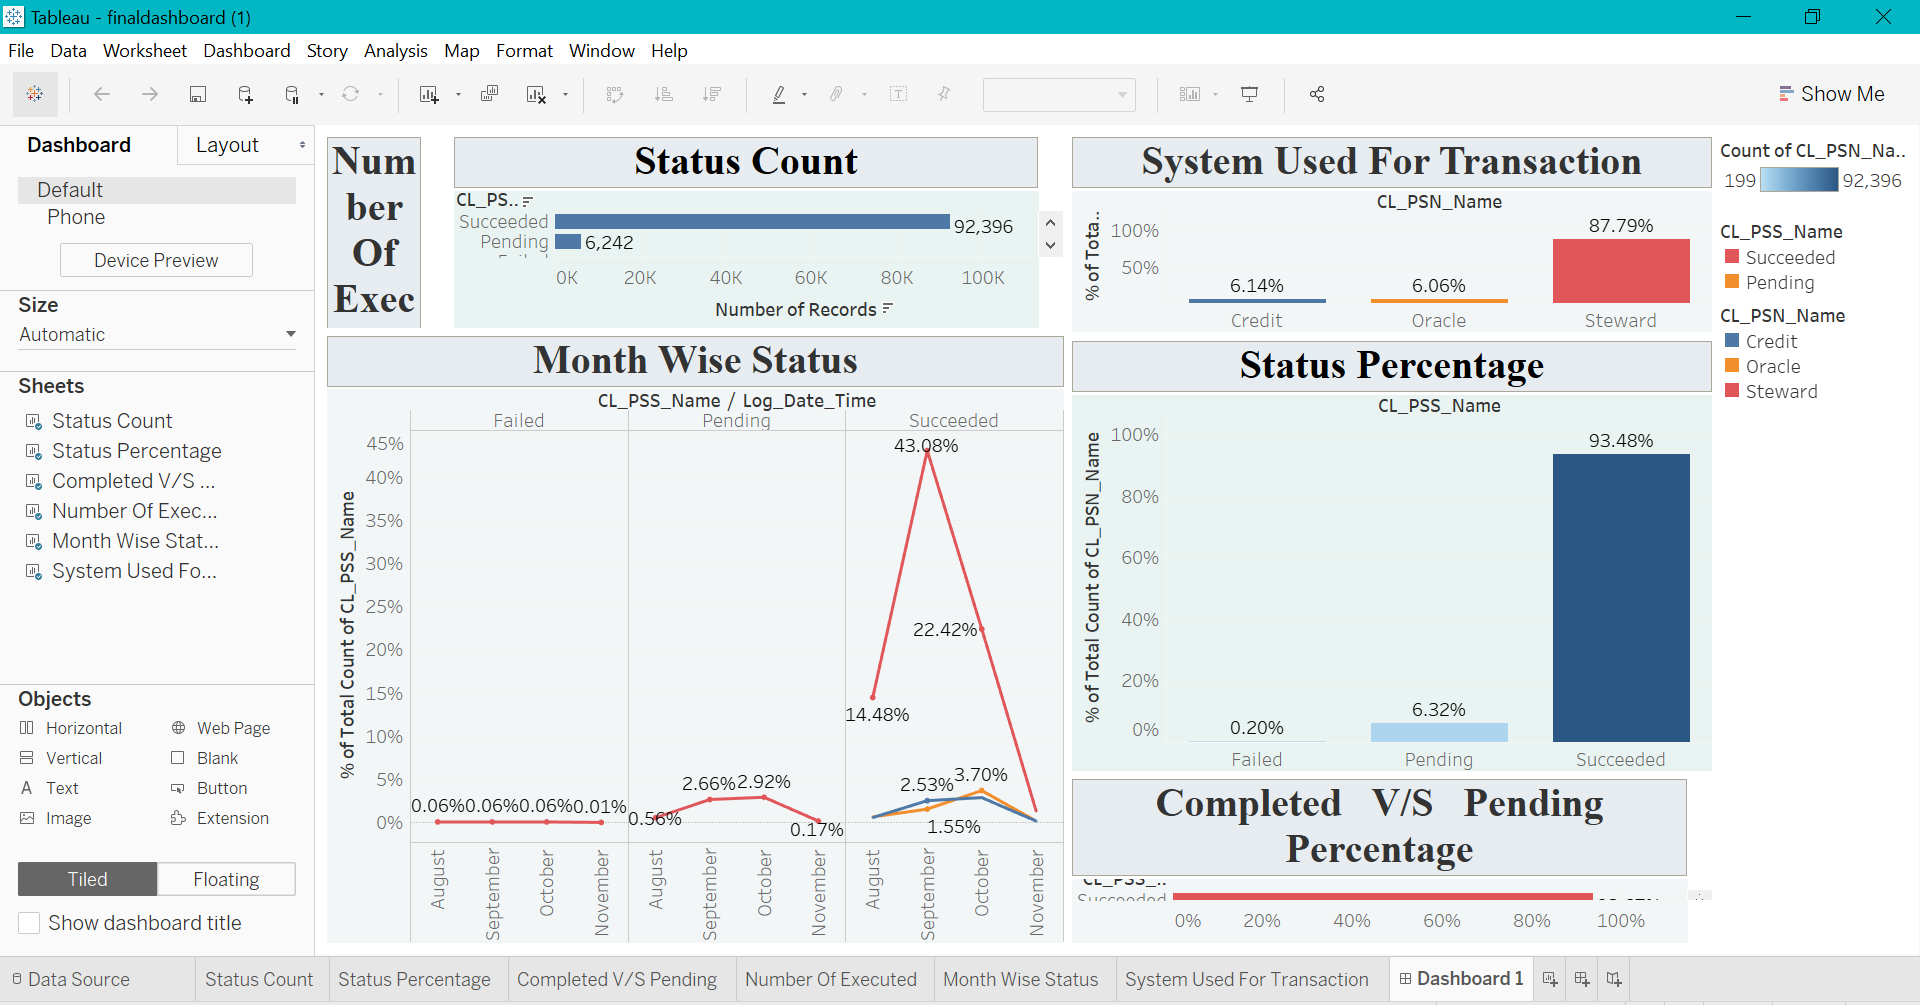 Tableau - finaldashboard (1)
File Data Worksheet Dashboard Story Analysis Map Format Window Help
Show Me
Dashboard
Layout
Default
Phone
Device Preview
Size
Automatic
Sheets
Status Count
Status Percentage
Completed V/S ...
Number Of Exec...
Month Wise Stat...
System Used Fo...
Objects
Horizontal
Web Page
Vertical
Blank
Text
Button
Image
Extension
Tiled
Floating
Show dashboard title
Num
ber
Of
Exec
Status Count
CL_PS..
Succeeded
92,396
Pending
6,242
0K 20K 40K 60K 80K 100K
Number of Records
System Used For Transaction
CL_PSN_Name
% of Tota..
100%
50%
6.14%
6.06%
87.79%
Credit Oracle Steward
Month Wise Status
CL_PSS_Name / Log_Date_Time
Failed Pending Succeeded
% of Total Count of CL_PSS_Name
45%
40%
35%
30%
25%
20%
15%
10%
5%
0%
0.06% 0.06% 0.06% 0.01%
0.56%
2.66% 2.92%
0.17%
43.08%
22.42%
14.48%
2.53%
3.70%
1.55%
August September October November August September October November August September October November
Status Percentage
CL_PSS_Name
% of Total Count of CL_PSN_Name
100%
80%
60%
40%
20%
0%
0.20%
6.32%
93.48%
Failed Pending Succeeded
Completed V/S Pending
Percentage
CL_PSS_..
Succeeded
0% 20% 40% 60% 80% 100%
Count of CL_PSN_Na..
199 92,396
CL_PSS_Name
Succeeded
Pending
CL_PSN_Name
Credit
Oracle
Steward
Data Source
Status Count
Status Percentage
Completed V/S Pending
Number Of Executed
Month Wise Status
System Used For Transaction
Dashboard 1